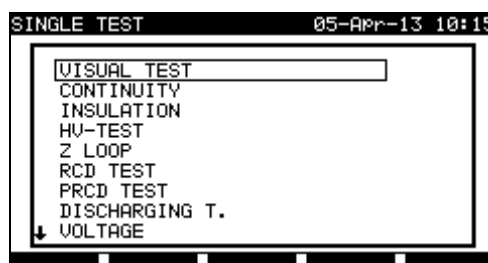 SINGLE TEST 05-Apr-13 10:15
VISUAL TEST
CONTINUITY
INSULATION
HV-TEST
Z LOOP
RCD TEST
PRCD TEST
DISCHARGING T.
VOLTAGE